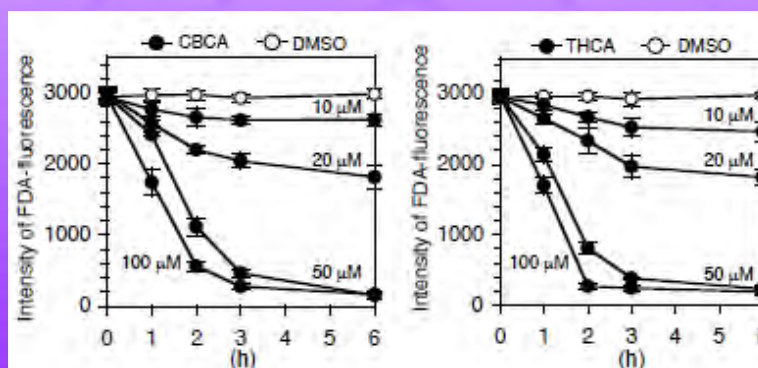 CBCA DMSO
Intensity of FDA-fluorescence
3000
2000
1000
0
10 µM
20 µM
100 µM
50 µM
0 1 2 3 4 5 6
(h)
THCA DMSO
Intensity of FDA-fluorescence
3000
2000
1000
0
10 µM
20 µM
100 µM
50 µM
0 1 2 3 4 5
(h)